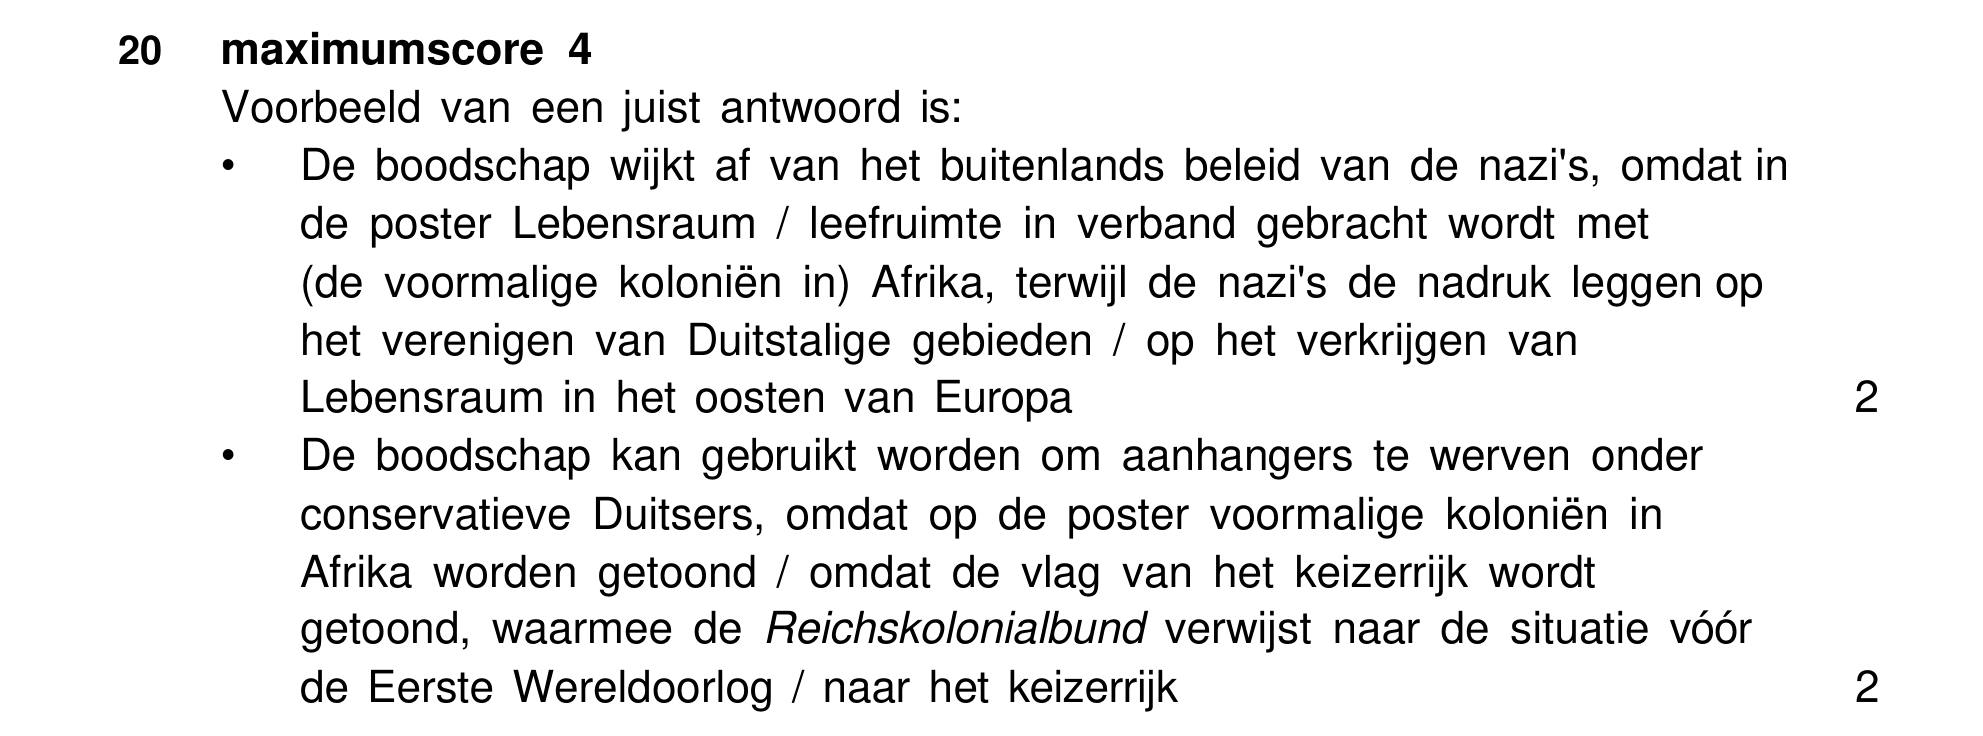 20 maximumscore 4
Voorbeeld van een juist antwoord is:
• De boodschap wijkt af van het buitenlands beleid van de nazi's, omdat in
de poster Lebensraum / leefruimte in verband gebracht wordt met
(de voormalige koloniën in) Afrika, terwijl de nazi's de nadruk leggen op
het verenigen van Duitstalige gebieden / op het verkrijgen van
Lebensraum in het oosten van Europa 2
• De boodschap kan gebruikt worden om aanhangers te werven onder
conservatieve Duitsers, omdat op de poster voormalige koloniën in
Afrika worden getoond / omdat de vlag van het keizerrijk wordt
getoond, waarmee de Reichskolonialbund verwijst naar de situatie vóór
de Eerste Wereldoorlog / naar het keizerrijk 2